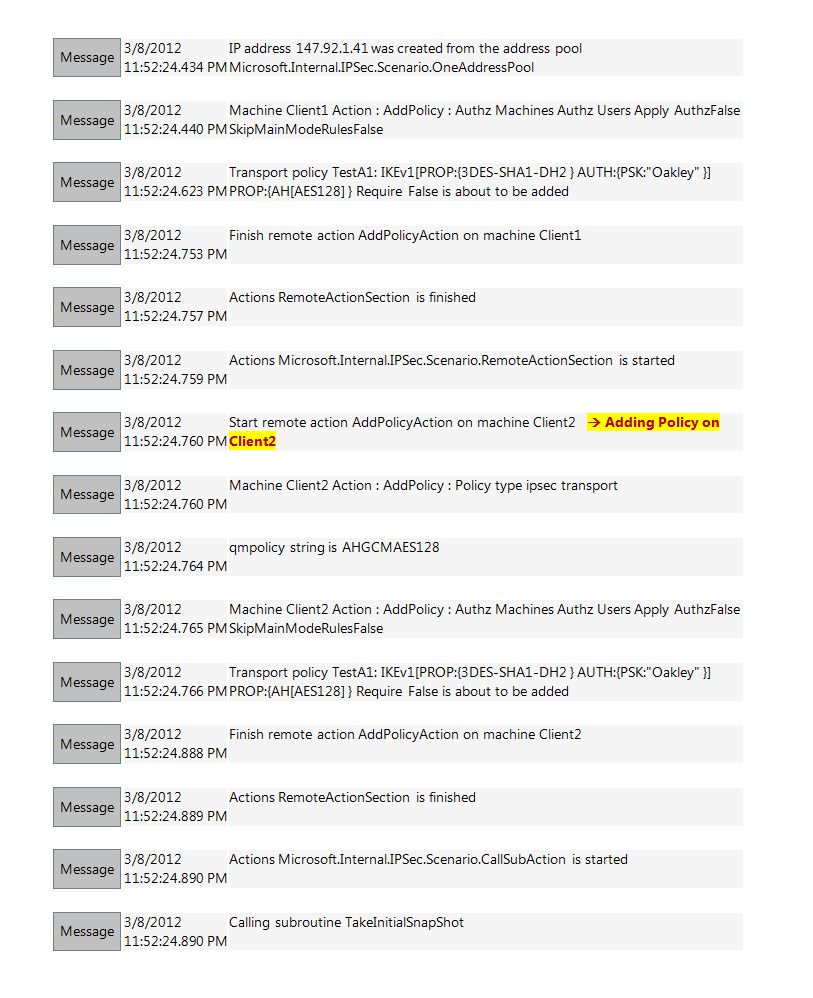 Message 3/8/2012 IP address 147.92.1.41 was created from the address pool
11:52:24.434 PM Microsoft.Internal.IPSec.Scenario.OneAddressPool
Message 3/8/2012 Machine Client1 Action : AddPolicy : Authz Machines Authz Users Apply AuthzFalse
11:52:24.440 PM SkipMainModeRulesFalse
Message 3/8/2012 Transport policy TestA1: IKEv1[PROP:{3DES-SHA1-DH2 } AUTH:{PSK:"Oakley" }]
11:52:24.623 PM PROP:{AH[AES128] } Require False is about to be added
Message 3/8/2012 Finish remote action AddPolicyAction on machine Client1
11:52:24.753 PM
Message 3/8/2012 Actions RemoteActionSection is finished
11:52:24.757 PM
Message 3/8/2012 Actions Microsoft.Internal.IPSec.Scenario.RemoteActionSection is started
11:52:24.759 PM
Message 3/8/2012 Start remote action AddPolicyAction on machine Client2 → Adding Policy on
11:52:24.760 PM Client2
Message 3/8/2012 Machine Client2 Action : AddPolicy : Policy type ipsec transport
11:52:24.760 PM
Message 3/8/2012 qmpolicy string is AHGCMAES128
11:52:24.764 PM
Message 3/8/2012 Machine Client2 Action : AddPolicy : Authz Machines Authz Users Apply AuthzFalse
11:52:24.765 PM SkipMainModeRulesFalse
Message 3/8/2012 Transport policy TestA1: IKEv1[PROP:{3DES-SHA1-DH2 } AUTH:{PSK:"Oakley" }]
11:52:24.766 PM PROP:{AH[AES128] } Require False is about to be added
Message 3/8/2012 Finish remote action AddPolicyAction on machine Client2
11:52:24.888 PM
Message 3/8/2012 Actions RemoteActionSection is finished
11:52:24.889 PM
Message 3/8/2012 Actions Microsoft.Internal.IPSec.Scenario.CallSubAction is started
11:52:24.890 PM
Message 3/8/2012 Calling subroutine TakeInitialSnapShot
11:52:24.890 PM